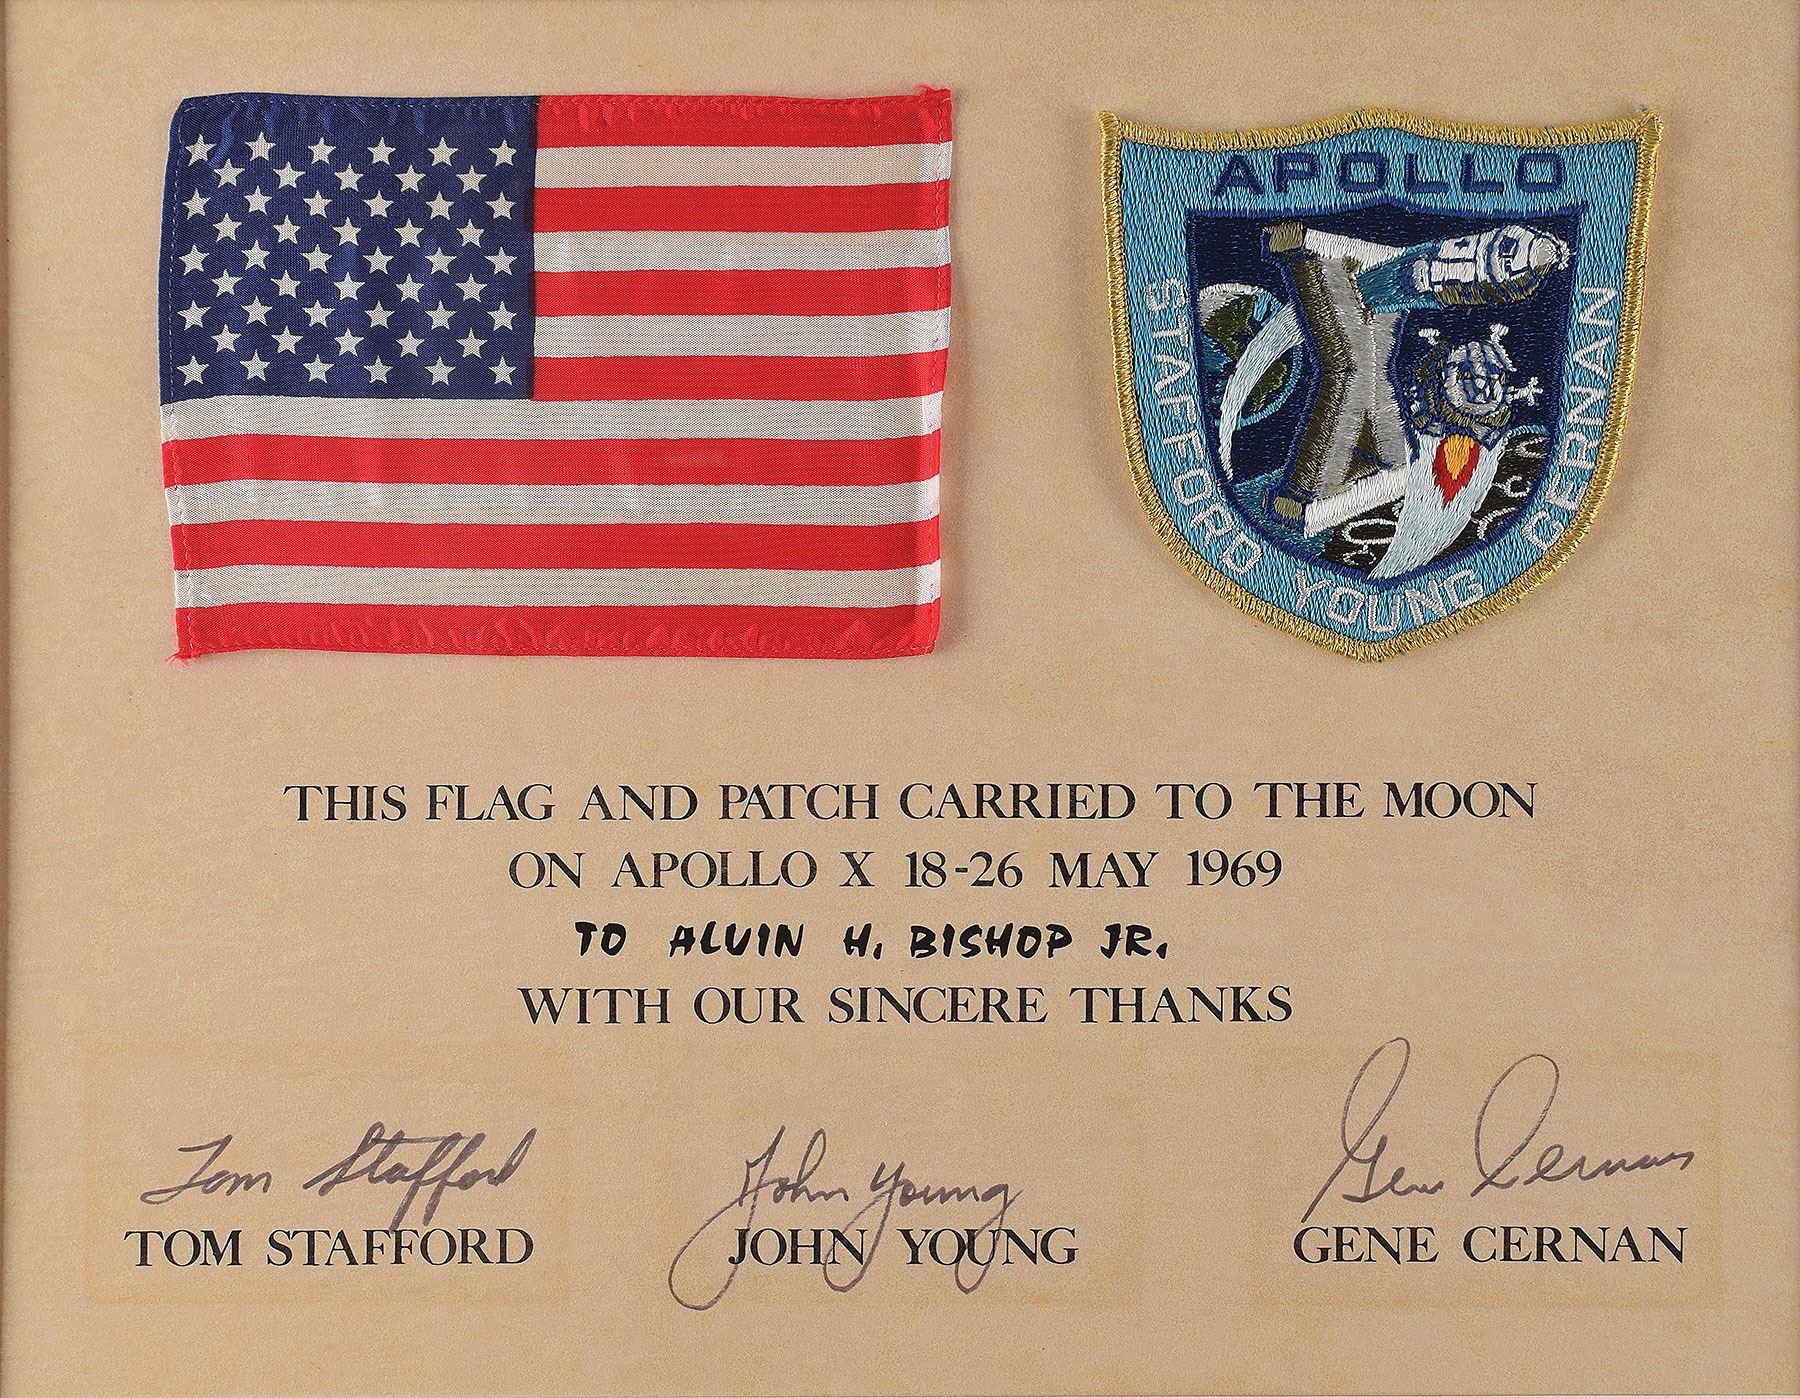 APOLLO
STAFFORD YOUNG CERNAN
THIS FLAG AND PATCH CARRIED TO THE MOON
ON APOLLO X 18-26 MAY 1969
TO ALVIN H. BISHOP JR.
WITH OUR SINCERE THANKS
Tom Stafford John Young Gene Cernan
TOM STAFFORD JOHN YOUNG GENE CERNAN